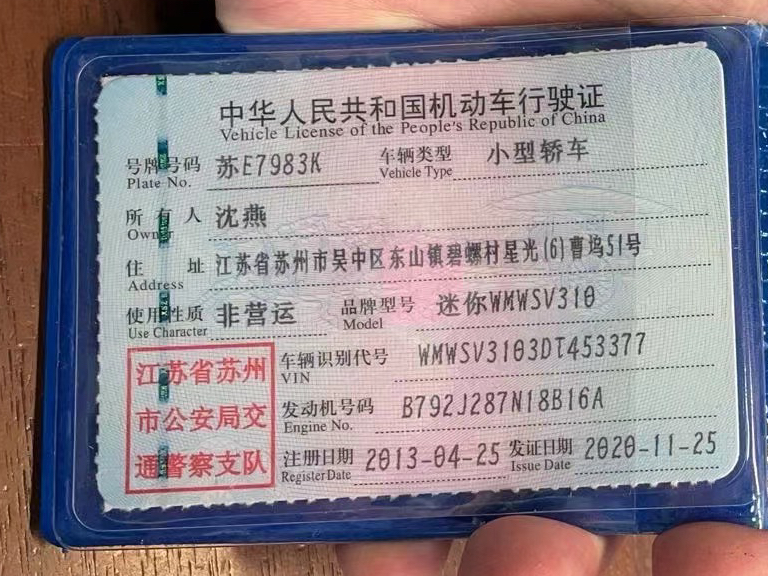 中华人民共和国机动车行驶证
Vehicle License of the People's Republic of China
号牌号码 苏E7983K 车辆类型 小型轿车
Plate No. Vehicle Type
所有人 沈燕
Owner
住址 江苏省苏州市吴中区东山镇碧螺村星光(6)曹坞51号
Address
使用性质 非营运 品牌型号 迷你WMWSV310
Use Character Model
江苏省苏州
市公安局交
通警察支队
车辆识别代号 WMWSV3103DT453377
VIN
发动机号码 B792J287N18B16A
Engine No.
注册日期 2013-04-25 发证日期 2020-11-25
Register Date Issue Date